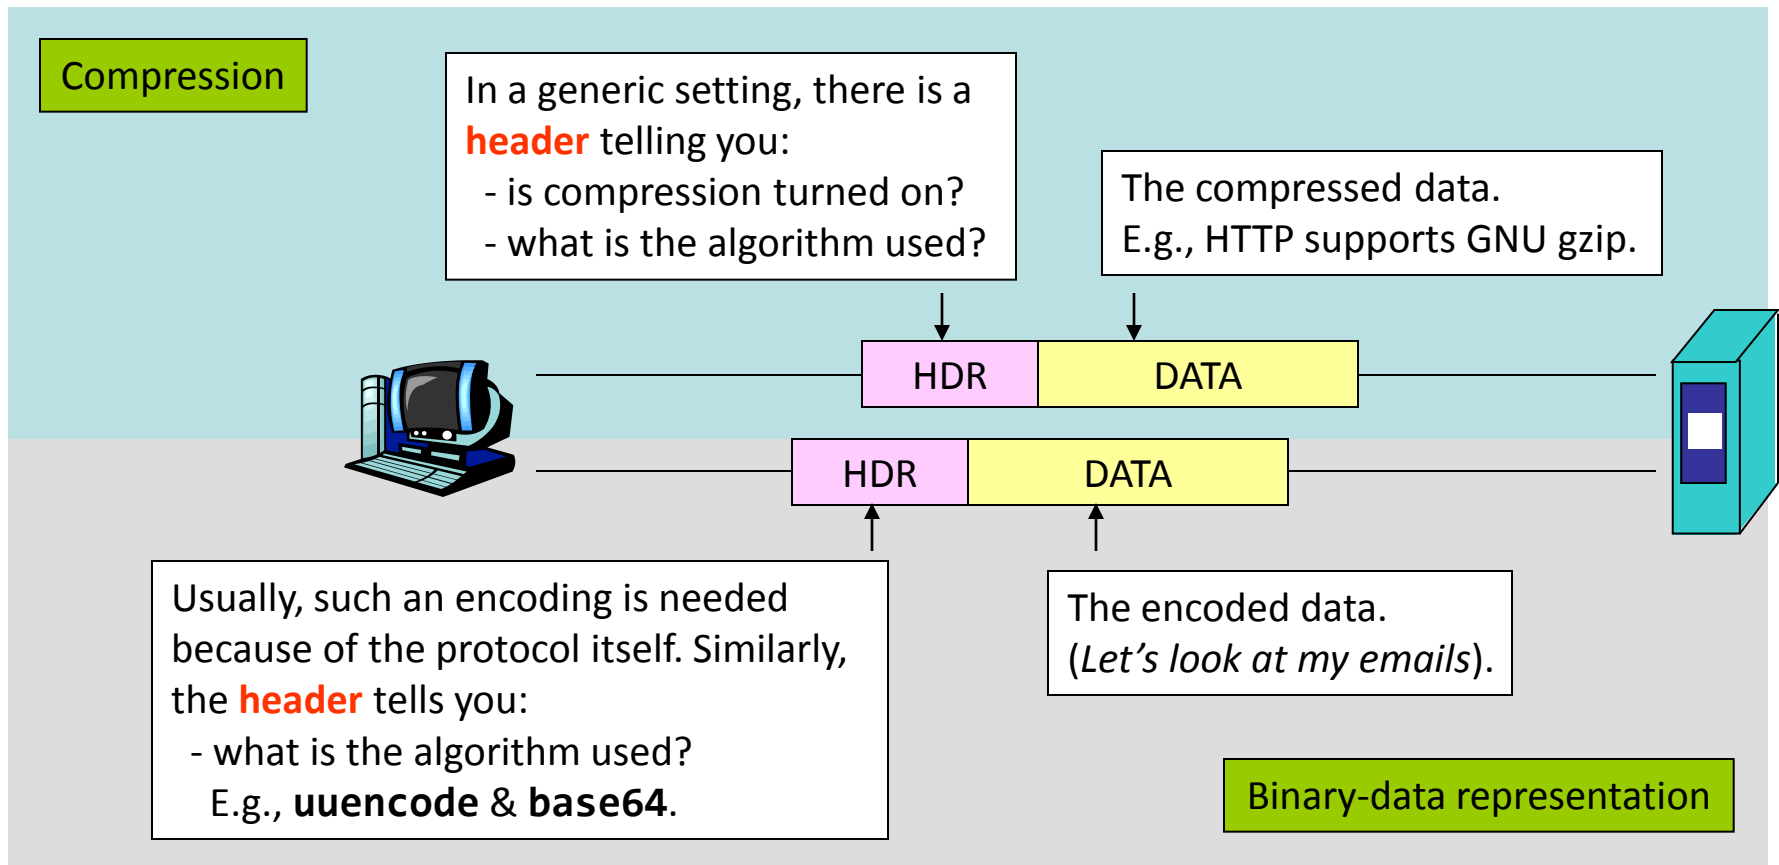 Compression
In a generic setting, there is a
header telling you:
- is compression turned on?
- what is the algorithm used?
The compressed data.
E.g., HTTP supports GNU gzip.
HDR
DATA
HDR
DATA
Usually, such an encoding is needed
because of the protocol itself. Similarly,
the header tells you:
- what is the algorithm used?
E.g., uuencode & base64.
The encoded data.
(Let’s look at my emails).
Binary-data representation